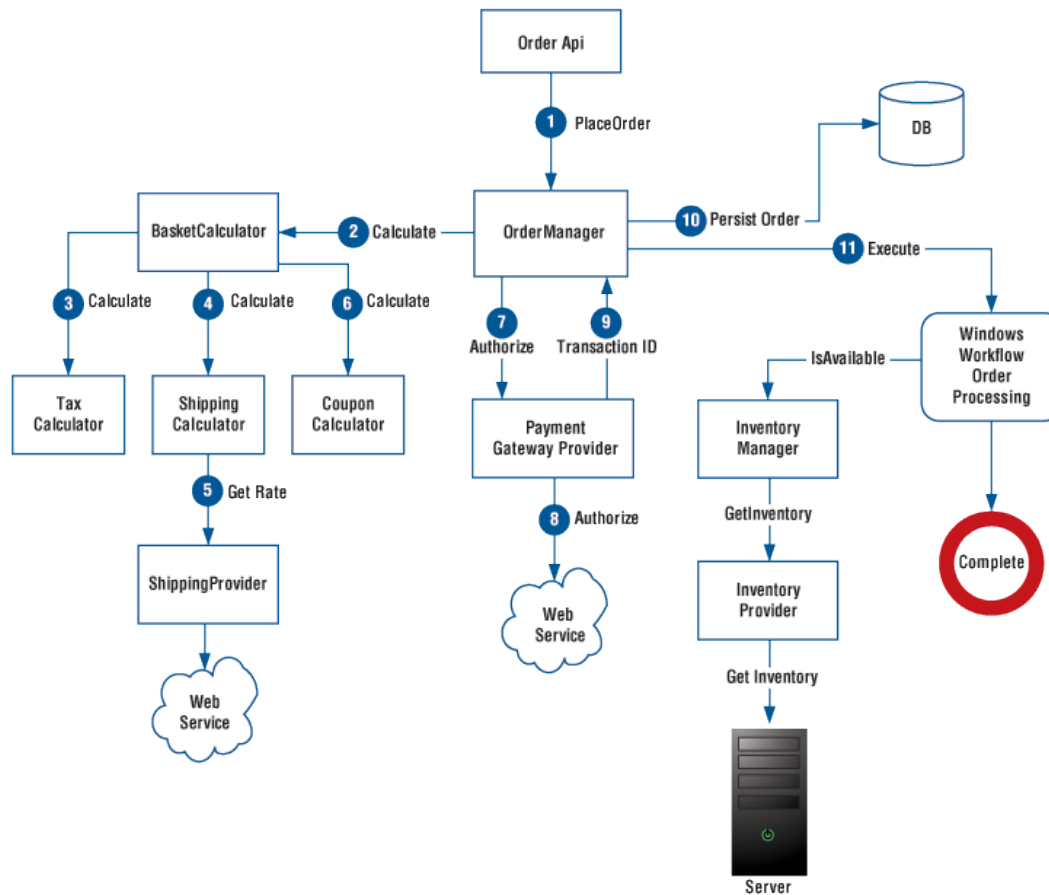 Order Api
1 PlaceOrder
DB
BasketCalculator
2 Calculate
OrderManager
10 Persist Order
11 Execute
3 Calculate
4 Calculate
6 Calculate
7
Authorize
9
Transaction ID
IsAvailable
Windows
Workflow
Order
Processing
Tax
Calculator
Shipping
Calculator
Coupon
Calculator
Payment
Gateway Provider
Inventory
Manager
5 Get Rate
8 Authorize
GetInventory
Complete
ShippingProvider
Web
Service
Inventory
Provider
Web
Service
Get Inventory
Server